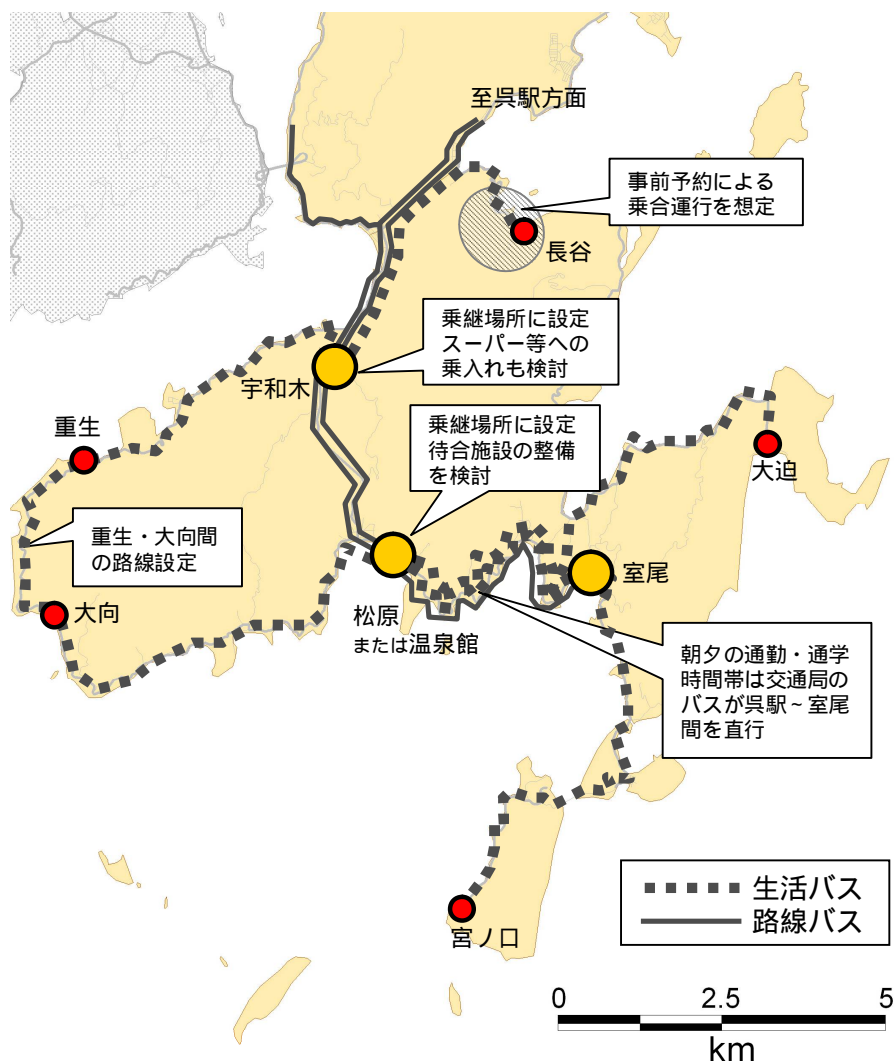 至呉駅方面
事前予約による
乗合運行を想定
長谷
乗継場所に設定
スーパー等への
乗入れも検討
宇和木
乗継場所に設定
待合施設の整備
を検討
重生
大迫
重生・大向間
の路線設定
室尾
大向
松原
または温泉館
朝夕の通勤・通学
時間帯は交通局の
バスが呉駅~室尾
間を直行
生活バス
路線バス
宮ノ口
0 2.5 5
km